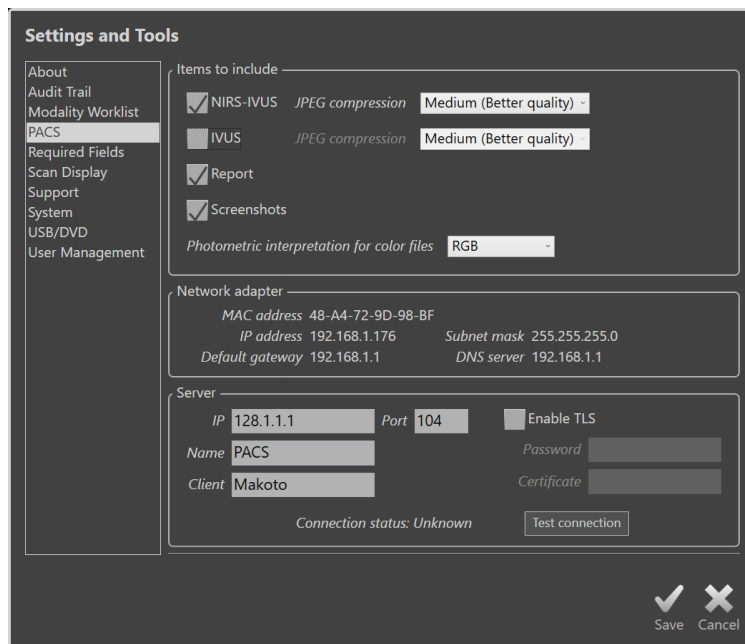 Settings and Tools
About
Audit Trail
Modality Worklist
PACS
Required Fields
Scan Display
Support
System
USB/DVD
User Management
Items to include
NIRS-IVUS JPEG compression Medium (Better quality)
IVUS JPEG compression Medium (Better quality)
Report
Screenshots
Photometric interpretation for color files RGB
Network adapter
MAC address 48-A4-72-9D-98-BF
IP address 192.168.1.176 Subnet mask 255.255.255.0
Default gateway 192.168.1.1 DNS server 192.168.1.1
Server
IP 128.1.1.1 Port 104 Enable TLS
Name PACS Password
Client Makoto Certificate
Connection status: Unknown Test connection
Save Cancel